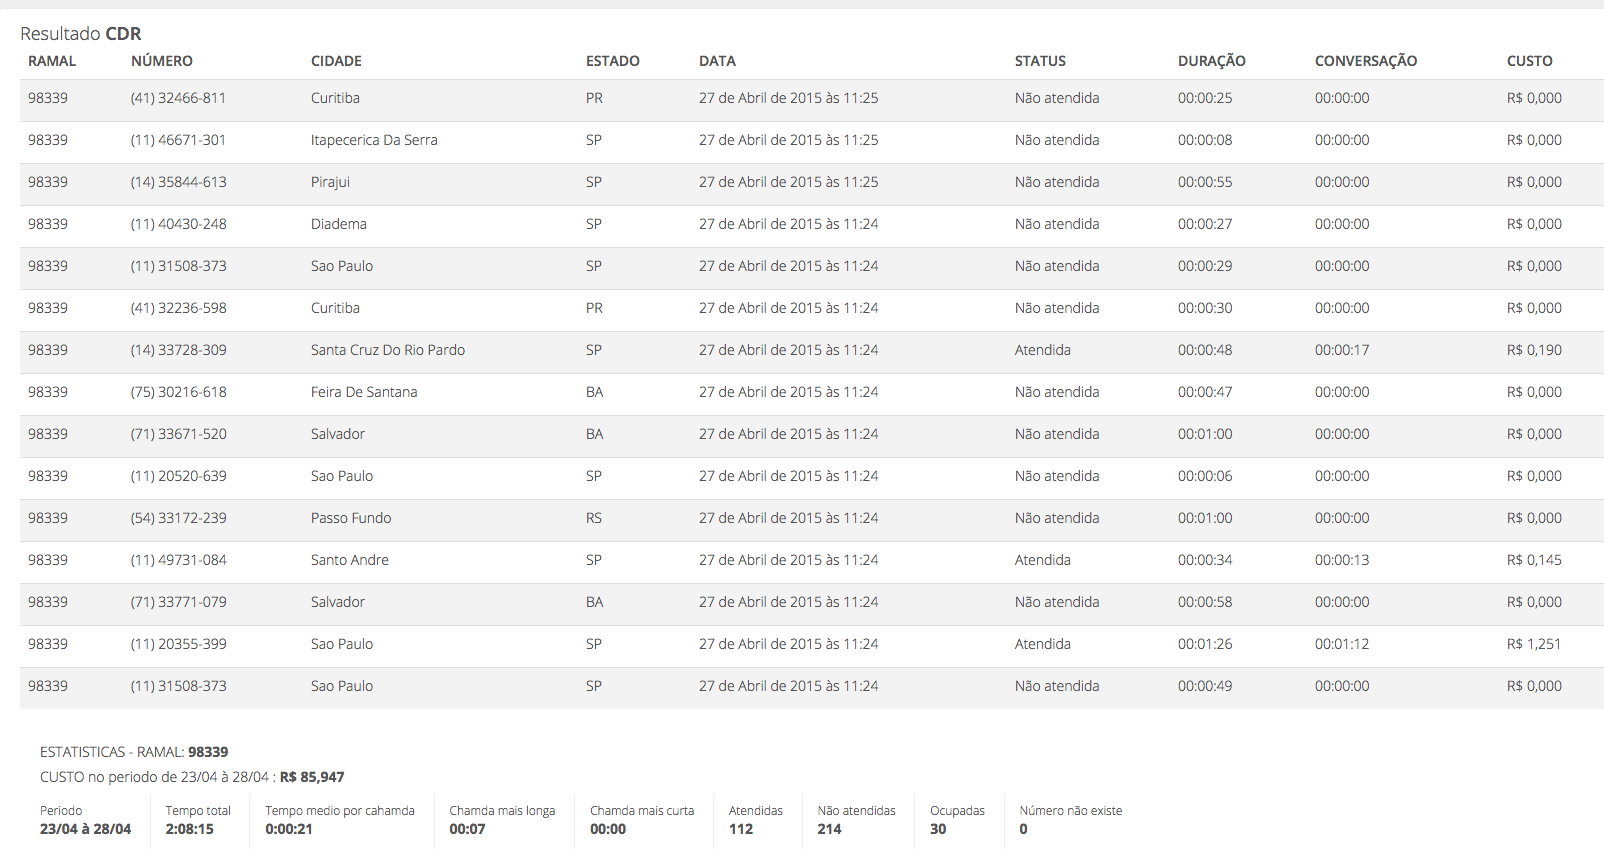 Resultado CDR
RAMAL NÚMERO CIDADE ESTADO DATA STATUS DURAÇÃO CONVERSAÇÃO CUSTO
98339 (41) 32466-811 Curitiba PR 27 de Abril de 2015 às 11:25 Não atendida 00:00:25 00:00:00 R$ 0,000
98339 (11) 46671-301 Itapecerica Da Serra SP 27 de Abril de 2015 às 11:25 Não atendida 00:00:08 00:00:00 R$ 0,000
98339 (14) 35844-613 Pirajui SP 27 de Abril de 2015 às 11:25 Não atendida 00:00:55 00:00:00 R$ 0,000
98339 (11) 40430-248 Diadema SP 27 de Abril de 2015 às 11:24 Não atendida 00:00:27 00:00:00 R$ 0,000
98339 (11) 31508-373 Sao Paulo SP 27 de Abril de 2015 às 11:24 Não atendida 00:00:29 00:00:00 R$ 0,000
98339 (41) 32236-598 Curitiba PR 27 de Abril de 2015 às 11:24 Não atendida 00:00:30 00:00:00 R$ 0,000
98339 (14) 33728-309 Santa Cruz Do Rio Pardo SP 27 de Abril de 2015 às 11:24 Atendida 00:00:48 00:00:17 R$ 0,190
98339 (75) 30216-618 Feira De Santana BA 27 de Abril de 2015 às 11:24 Não atendida 00:00:47 00:00:00 R$ 0,000
98339 (71) 33671-520 Salvador BA 27 de Abril de 2015 às 11:24 Não atendida 00:01:00 00:00:00 R$ 0,000
98339 (11) 20520-639 Sao Paulo SP 27 de Abril de 2015 às 11:24 Não atendida 00:00:06 00:00:00 R$ 0,000
98339 (54) 33172-239 Passo Fundo RS 27 de Abril de 2015 às 11:24 Não atendida 00:01:00 00:00:00 R$ 0,000
98339 (11) 49731-084 Santo Andre SP 27 de Abril de 2015 às 11:24 Atendida 00:00:34 00:00:13 R$ 0,145
98339 (71) 33771-079 Salvador BA 27 de Abril de 2015 às 11:24 Não atendida 00:00:58 00:00:00 R$ 0,000
98339 (11) 20355-399 Sao Paulo SP 27 de Abril de 2015 às 11:24 Atendida 00:01:26 00:01:12 R$ 1,251
98339 (11) 31508-373 Sao Paulo SP 27 de Abril de 2015 às 11:24 Não atendida 00:00:49 00:00:00 R$ 0,000
ESTATISTICAS - RAMAL: 98339
CUSTO no periodo de 23/04 à 28/04 : R$ 85,947
Periodo Tempo total Tempo medio por cahamda Chamda mais longa Chamda mais curta Atendidas Não atendidas Ocupadas Número não existe
23/04 à 28/04 2:08:15 0:00:21 00:07 00:00 112 214 30 0